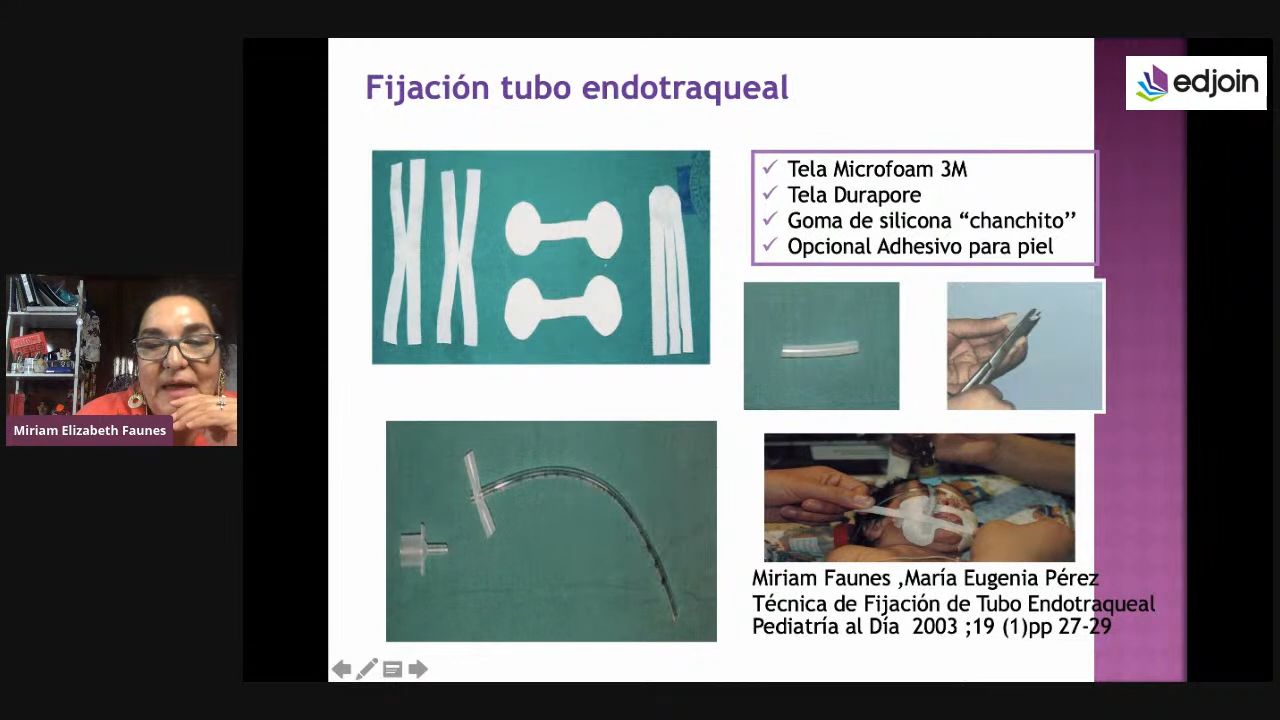 Fijación tubo endotraqueal
edjoin
✓ Tela Microfoam 3M
✓ Tela Durapore
✓ Goma de silicona “chanchito’’
✓ Opcional Adhesivo para piel
Miriam Elizabeth Faunes
Miriam Faunes ,María Eugenia Pérez
Técnica de Fijación de Tubo Endotraqueal
Pediatría al Día 2003 ;19 (1)pp 27-29